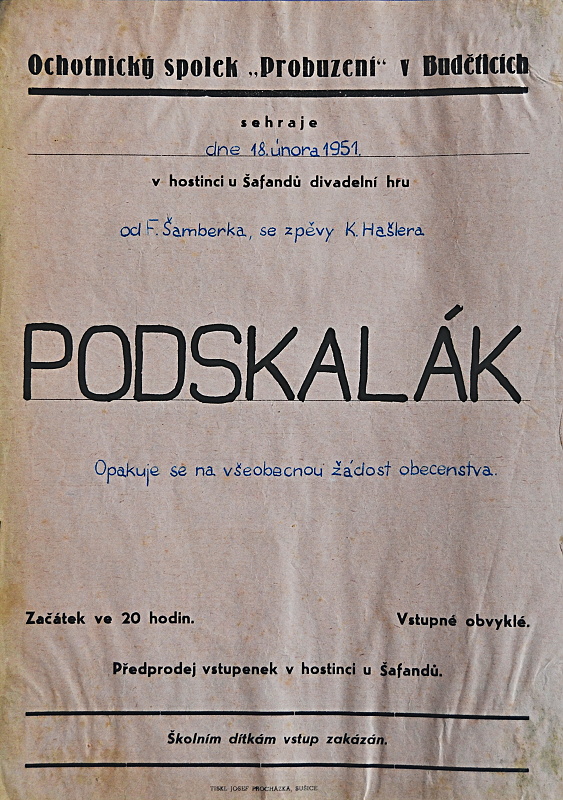 Ochotnický spolek „Probuzení“ v Buděticích
sehraje
dne 18. února 1951.
v hostinci u Šafandů divadelní hru
od F. Šamberka, se zpěvy K. Hašlera
PODSKALÁK
Opakuje se na všeobecnou žádost obecenstva.
Začátek ve 20 hodin. Vstupné obvyklé.
Předprodej vstupenek v hostinci u Šafandů.
Školním dítkám vstup zakázán.
TISKL JOSEF PROCHÁZKA, SUŠICE